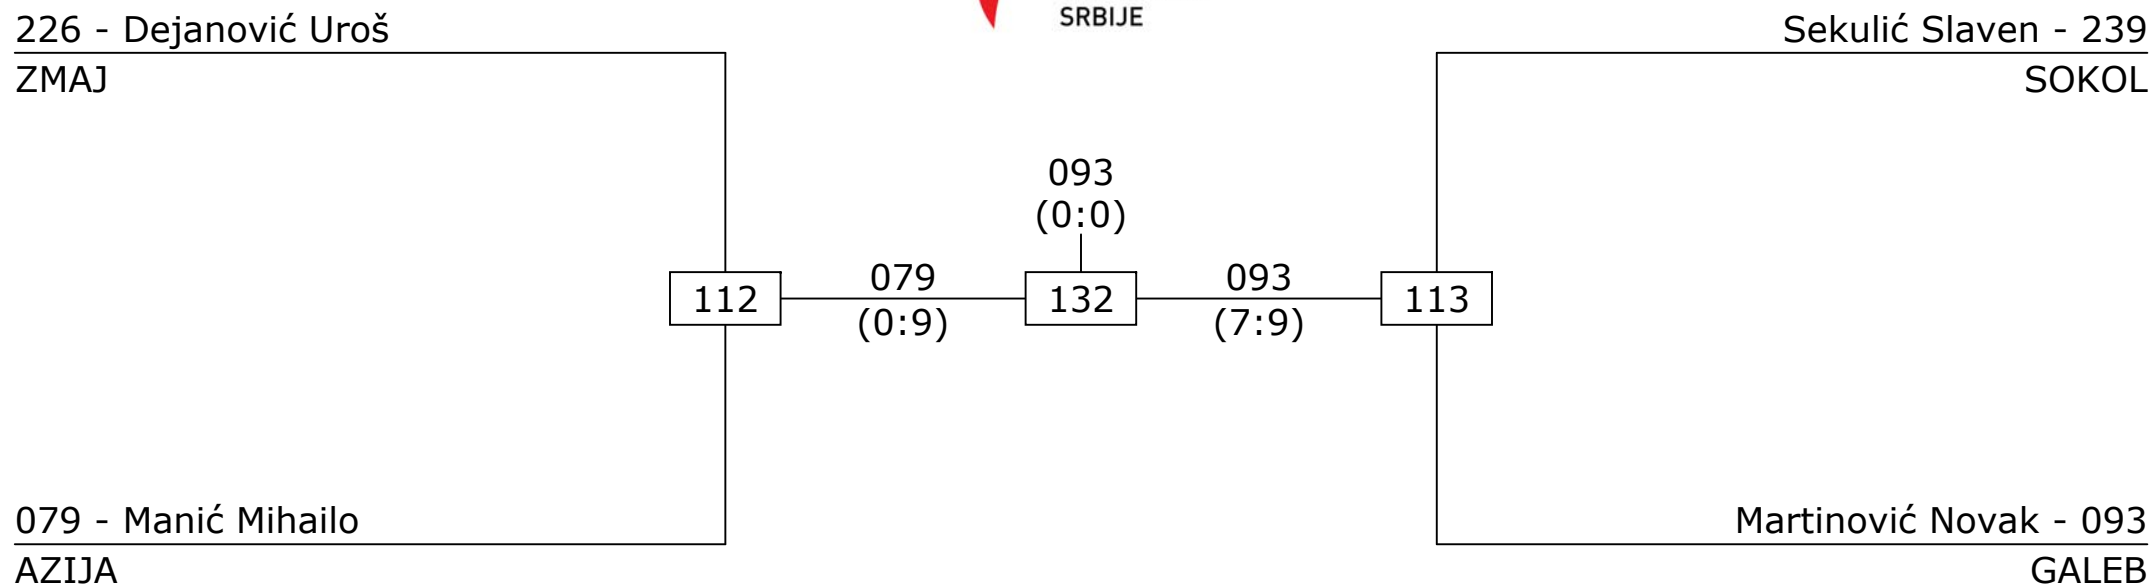 SRBIJE
226 - Dejanović Uroš
ZMAJ
Sekulić Slaven - 239
SOKOL
093
(0:0)
112
079
(0:9)
132
093
(7:9)
113
079 - Manić Mihailo
AZIJA
Martinović Novak - 093
GALEB